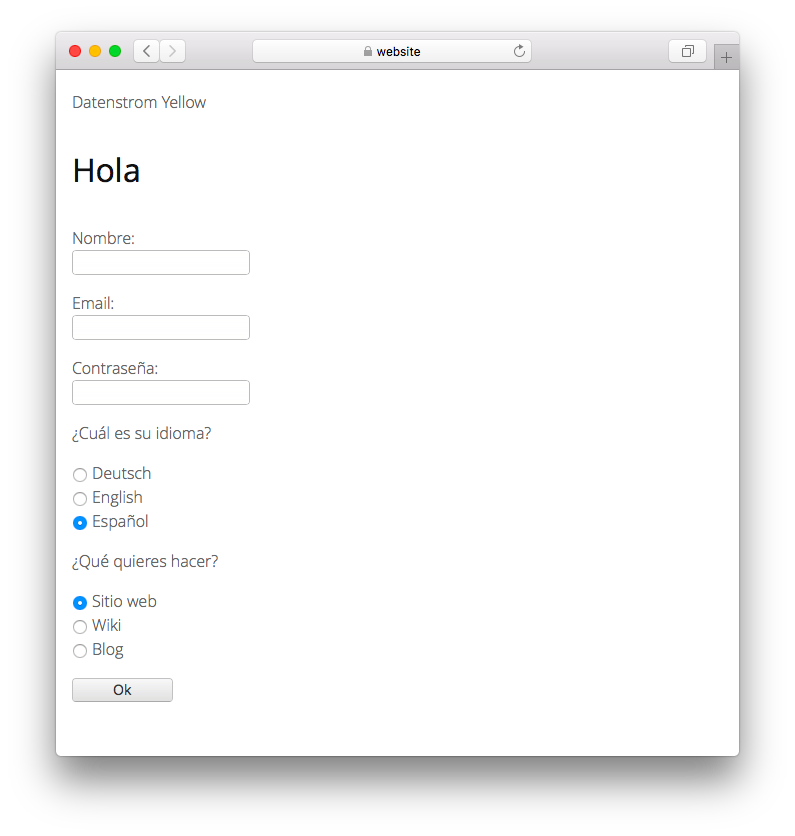 website
Datenstrom Yellow
Hola
Nombre:
Email:
Contraseña:
¿Cuál es su idioma?
Deutsch
English
Español
¿Qué quieres hacer?
Sitio web
Wiki
Blog
Ok